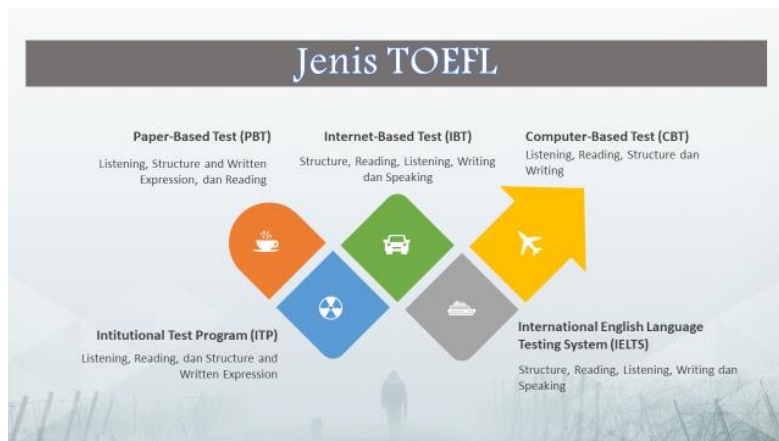 Jenis TOEFL
Paper-Based Test (PBT)
Listening, Structure and Written
Expression, dan Reading
Internet-Based Test (IBT)
Structure, Reading, Listening, Writing
dan Speaking
Computer-Based Test (CBT)
Listening, Reading, Structure dan
Writing
Intitutional Test Program (ITP)
Listening, Reading, dan Structure and
Written Expression
International English Language
Testing System (IELTS)
Structure, Reading, Listening, Writing dan
Speaking